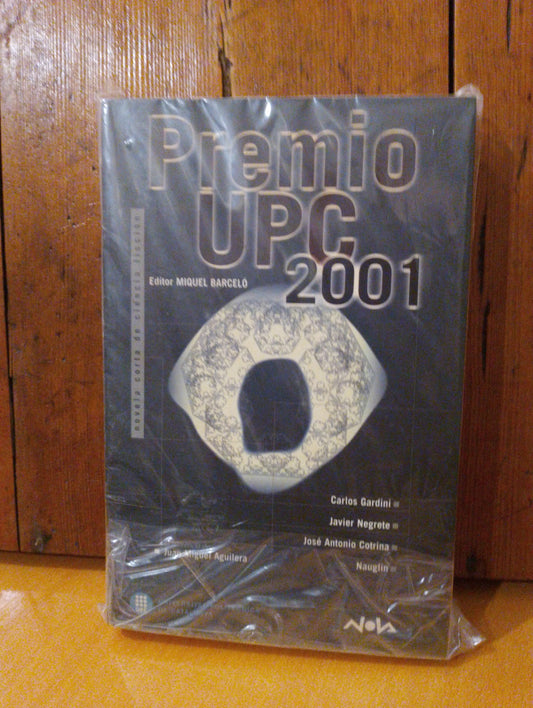 Premio
UPC
2001
Editor MIQUEL BARCELÓ
novela corta de ciencia ficción
Carlos Gardini
Javier Negrete
José Antonio Cotrina
Juan Miguel Aguilera
Nauglin
NOVA